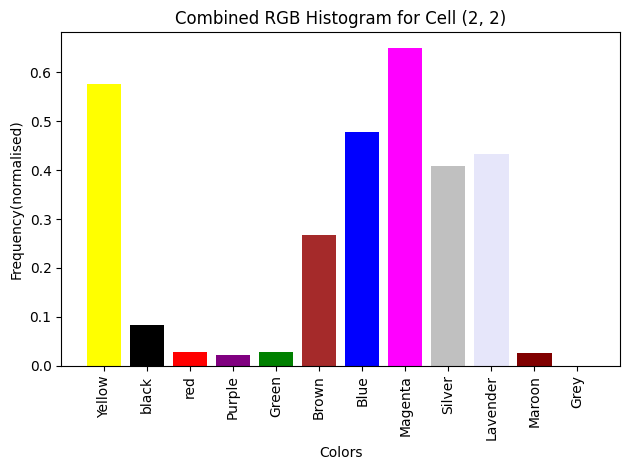 Combined RGB Histogram for Cell (2, 2)
Frequency(normalised)
0.6
0.5
0.4
0.3
0.2
0.1
0.0
Yellow
black
red
Purple
Green
Brown
Blue
Magenta
Silver
Lavender
Maroon
Grey
Colors